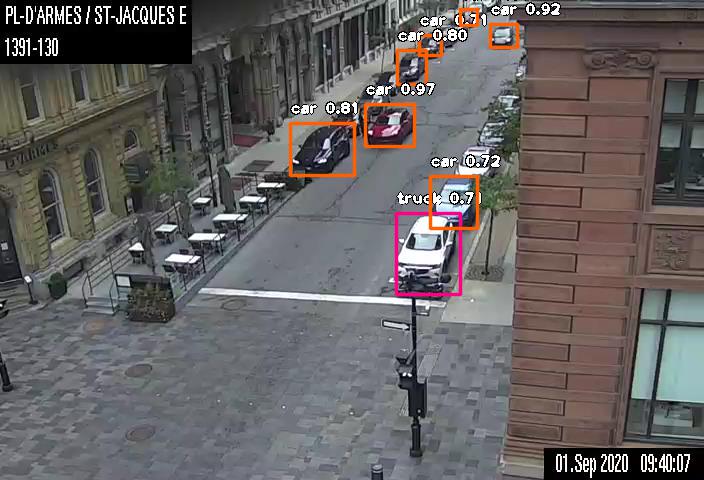 PL-D'ARMES / ST-JACQUES E
1391-130
car 0.71
car 0.92
car 0.80
car 0.97
car 0.81
car 0.72
truck 0.71
01.Sep 2020 09:40:07